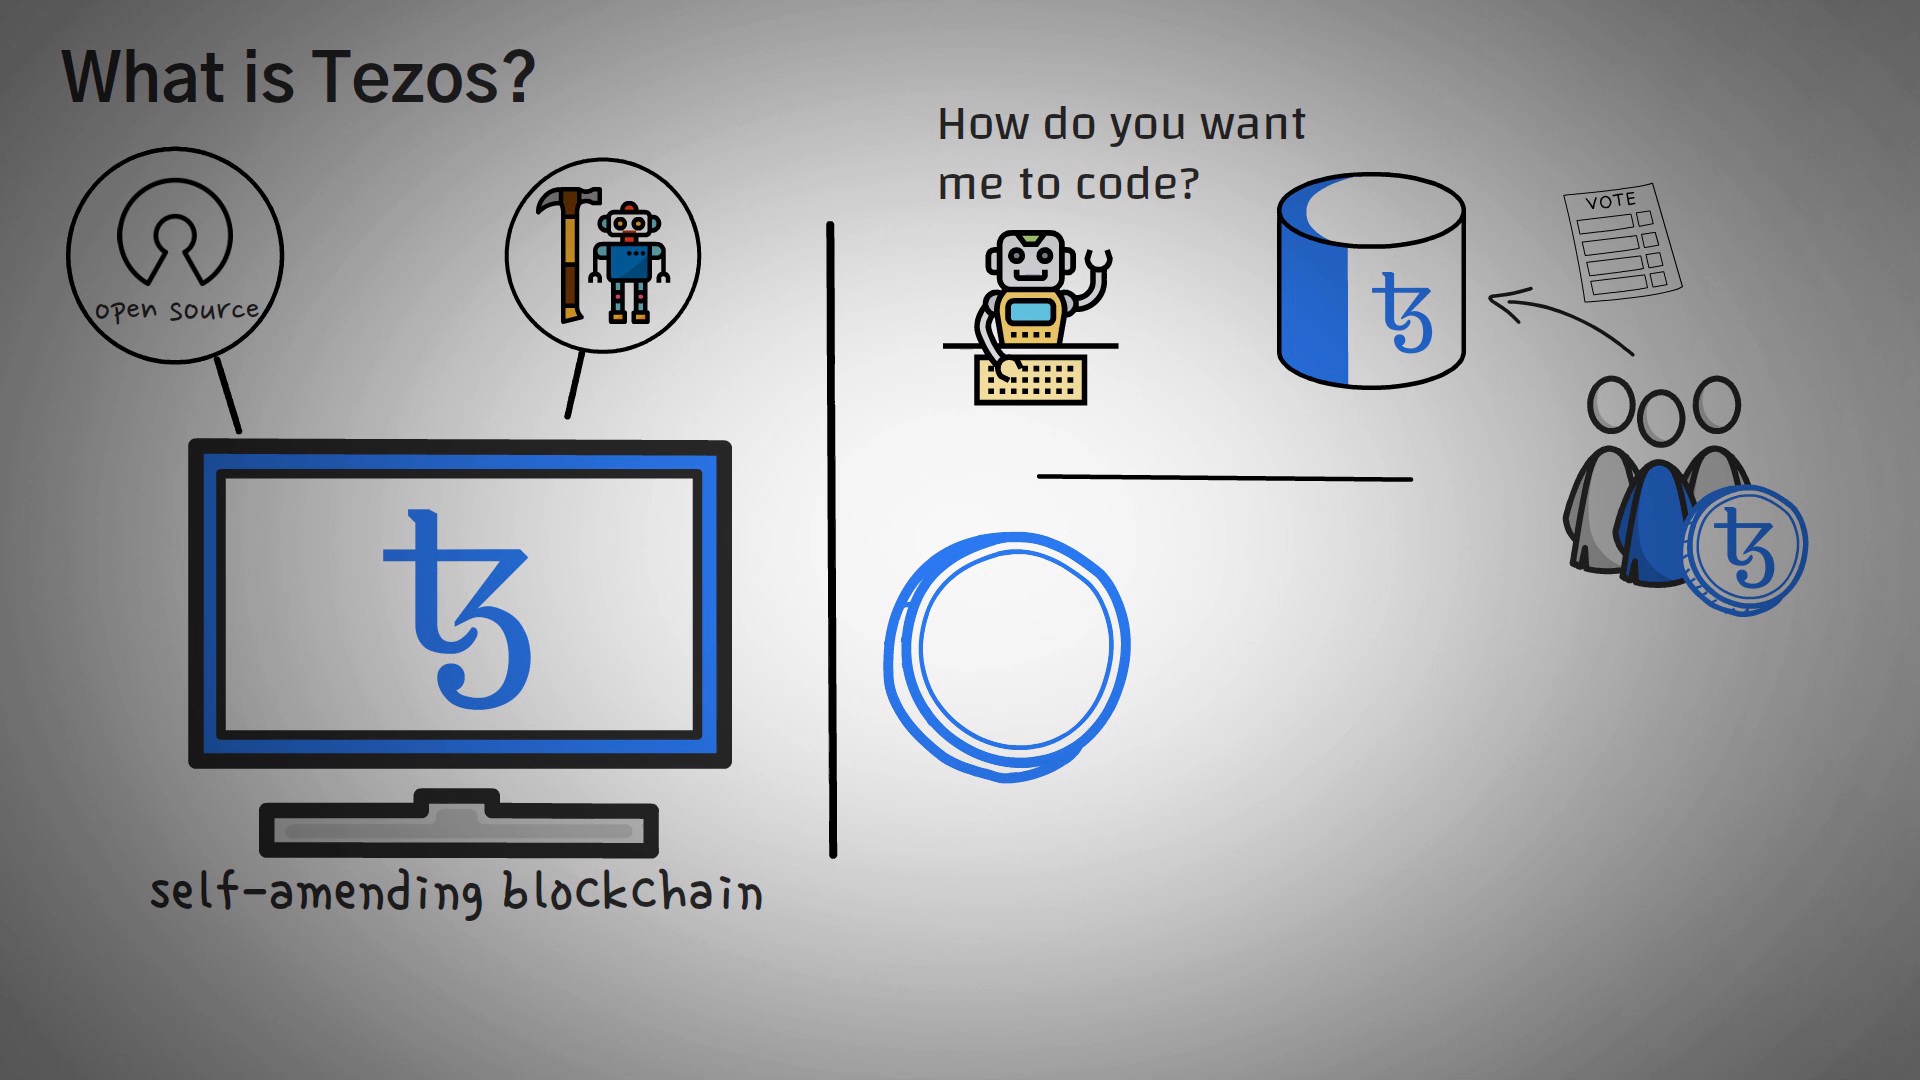 What is Tezos?
How do you want
me to code?
VOTE
open source
self-amending blockchain